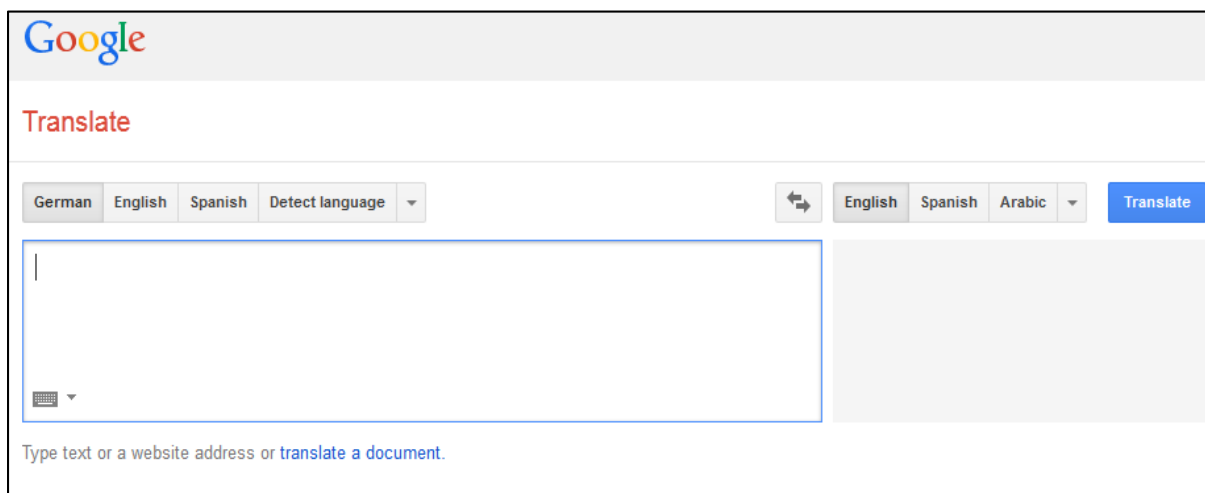 Google
Translate
German English Spanish Detect language English Spanish Arabic Translate
Type text or a website address or translate a document.